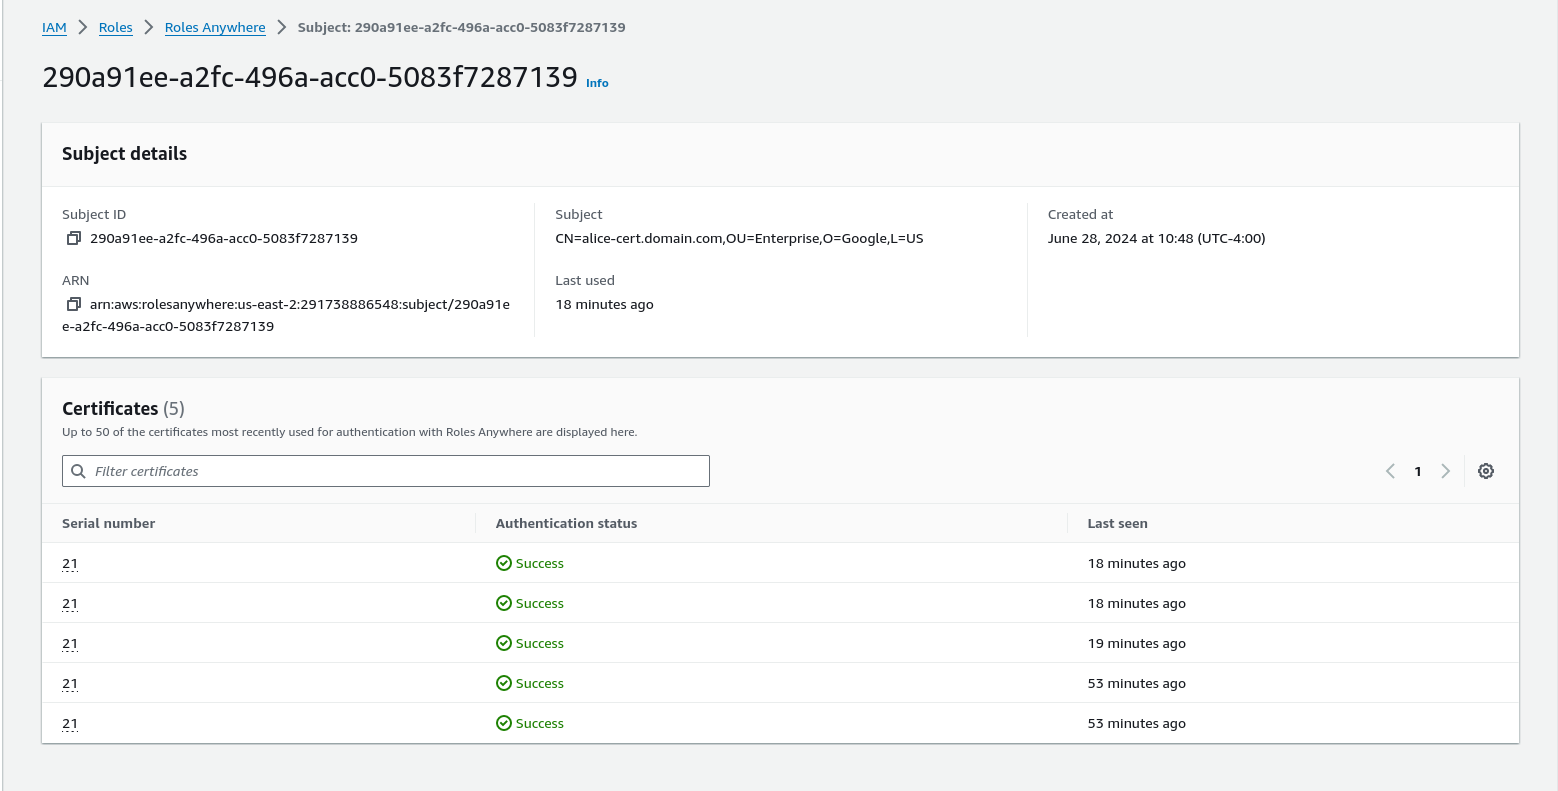 IAM > Roles > Roles Anywhere > Subject: 290a91ee-a2fc-496a-acc0-5083f7287139
290a91ee-a2fc-496a-acc0-5083f7287139 Info
Subject details
Subject ID
290a91ee-a2fc-496a-acc0-5083f7287139
ARN
arn:aws:rolesanywhere:us-east-2:291738886548:subject/290a91e
e-a2fc-496a-acc0-5083f7287139
Subject
CN=alice-cert.domain.com,OU=Enterprise,O=Google,L=US
Last used
18 minutes ago
Created at
June 28, 2024 at 10:48 (UTC-4:00)
Certificates (5)
Up to 50 of the certificates most recently used for authentication with Roles Anywhere are displayed here.
Filter certificates
1
Serial number Authentication status Last seen
21 Success 18 minutes ago
21 Success 18 minutes ago
21 Success 19 minutes ago
21 Success 53 minutes ago
21 Success 53 minutes ago